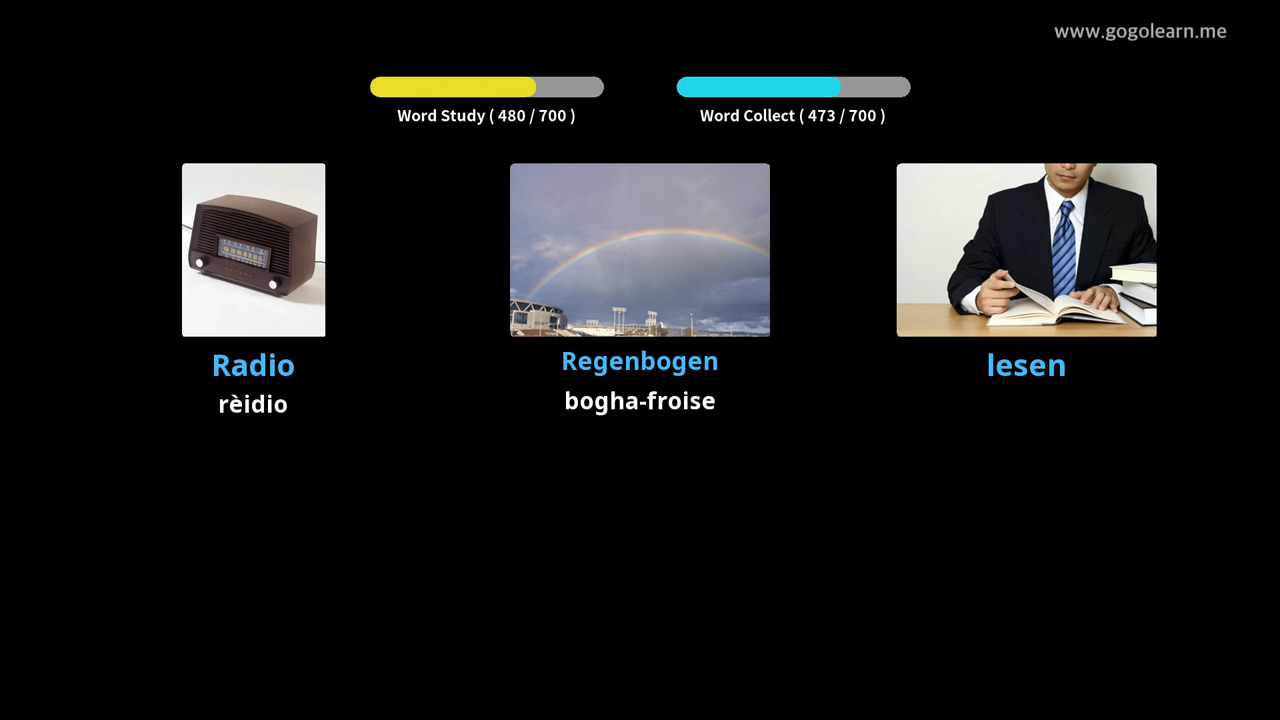 www.gogolearn.me
Word Study ( 480 / 700 )
Word Collect ( 473 / 700 )
Radio
rèidio
Regenbogen
bogha-froise
lesen